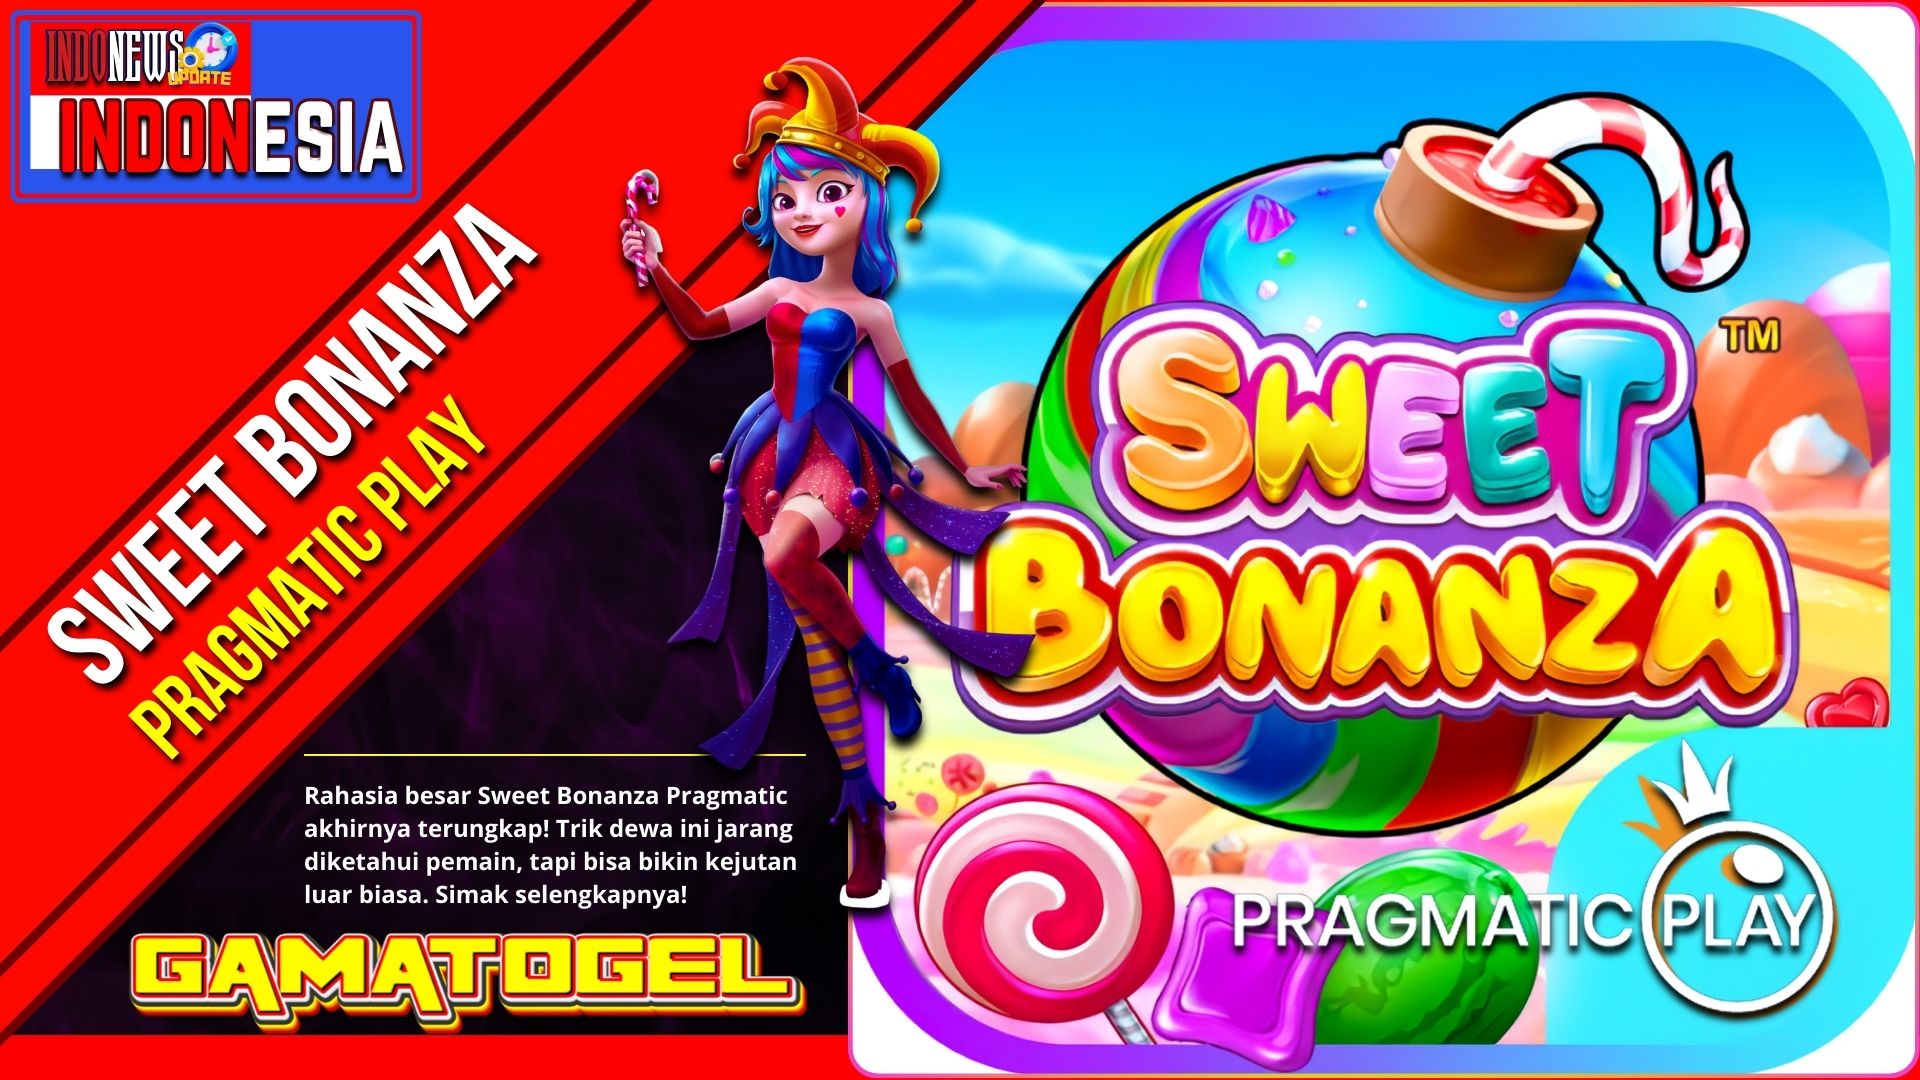 INDONEWS
UPDATE
INDONESIA
SWEET BONANZA
PRAGMATIC PLAY
SWEET
TM
BONANZA
Rahasia besar Sweet Bonanza Pragmatic
akhirnya terungkap! Trik dewa ini jarang
diketahui pemain, tapi bisa bikin kejutan
luar biasa. Simak selengkapnya!
GAMATOGEL
PRAGMATIC PLAY